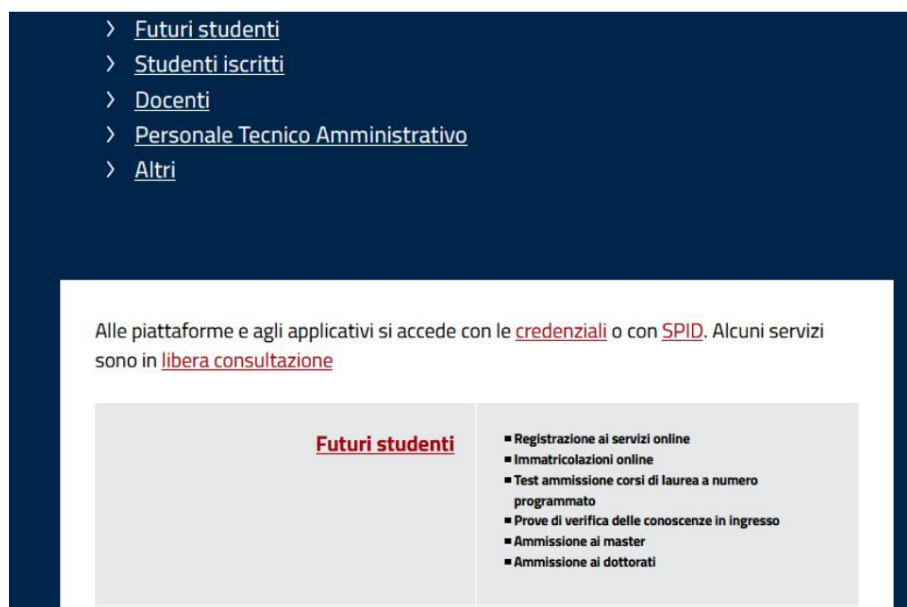 Futuri studenti
Studenti iscritti
Docenti
Personale Tecnico Amministrativo
Altri
Alle piattaforme e agli applicativi si accede con le credenziali o con SPID. Alcuni servizi
sono in libera consultazione
Futuri studenti
Registrazione ai servizi online
Immatricolazioni online
Test ammissione corsi di laurea a numero
programmato
Prove di verifica delle conoscenze in ingresso
Ammissione ai master
Ammissione ai dottorati